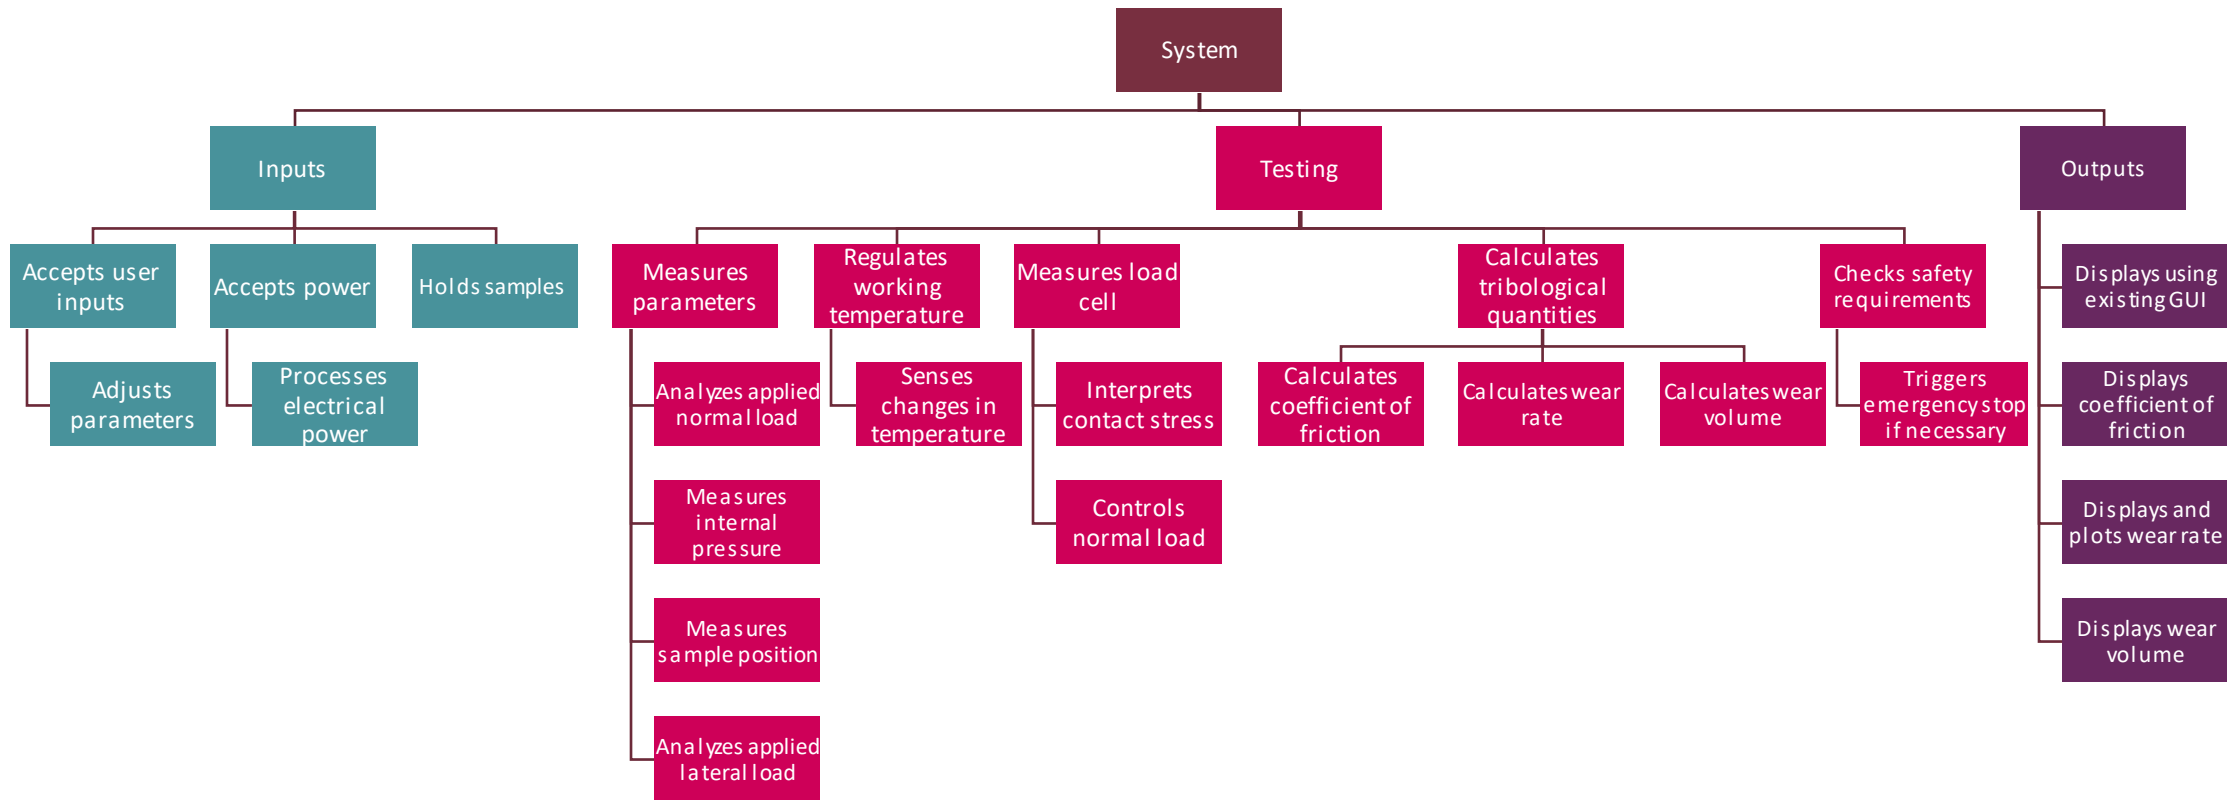 System
Inputs
Testing
Outputs
Accepts user
inputs
Accepts power
Holds samples
Measures
parameters
Regulates
working
temperature
Measures load
cell
Calculates
tribological
quantities
Checks safety
requirements
Displays using
existing GUI
Adjusts
parameters
Processes
electrical
power
Analyzes applied
normal load
Senses
changes in
temperature
Interprets
contact stress
Calculates
coefficient of
friction
Calculates wear
rate
Calculates wear
volume
Triggers
emergency stop
if necessary
Displays
coefficient of
friction
Measures
internal
pressure
Controls
normal load
Displays and
plots wear rate
Measures
sample position
Displays wear
volume
Analyzes applied
lateral load